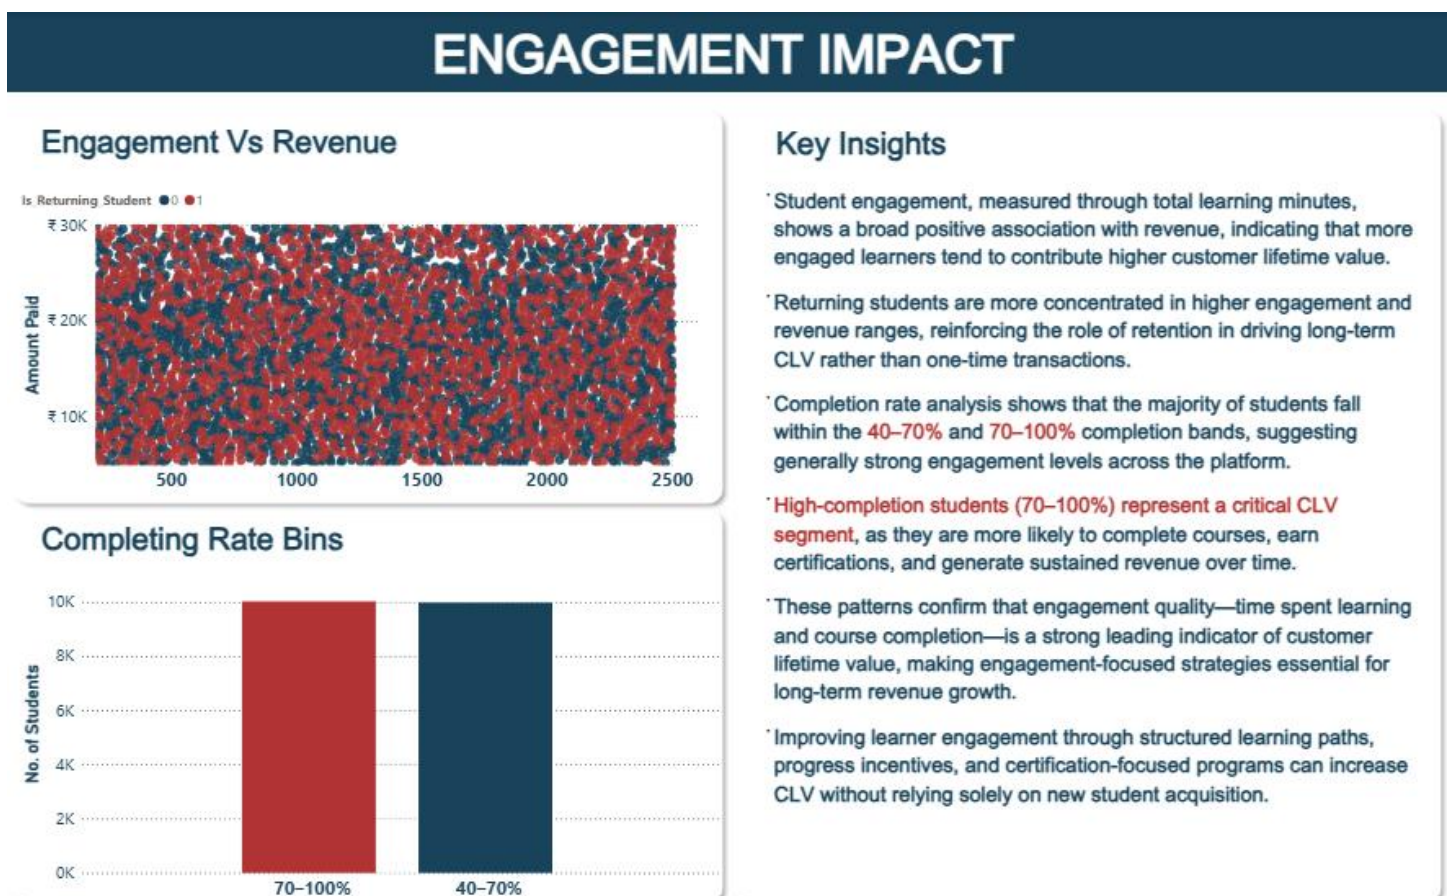 ENGAGEMENT IMPACT
Engagement Vs Revenue
Is Returning Student 0 1
Amount Paid
₹ 30K
₹ 20K
₹ 10K
500 1000 1500 2000 2500
Completing Rate Bins
No. of Students
10K
8K
6K
4K
2K
0K
70–100% 40–70%
Key Insights
Student engagement, measured through total learning minutes,
shows a broad positive association with revenue, indicating that more
engaged learners tend to contribute higher customer lifetime value.
Returning students are more concentrated in higher engagement and
revenue ranges, reinforcing the role of retention in driving long-term
CLV rather than one-time transactions.
Completion rate analysis shows that the majority of students fall
within the 40–70% and 70–100% completion bands, suggesting
generally strong engagement levels across the platform.
High-completion students (70–100%) represent a critical CLV
segment, as they are more likely to complete courses, earn
certifications, and generate sustained revenue over time.
These patterns confirm that engagement quality—time spent learning
and course completion—is a strong leading indicator of customer
lifetime value, making engagement-focused strategies essential for
long-term revenue growth.
Improving learner engagement through structured learning paths,
progress incentives, and certification-focused programs can increase
CLV without relying solely on new student acquisition.